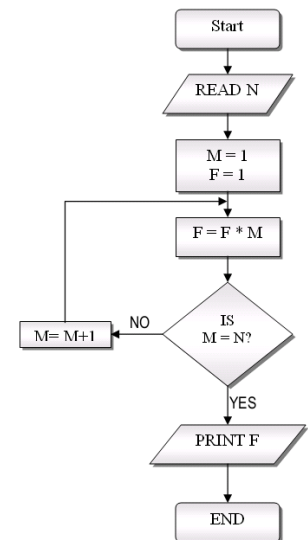 Start
READ N
M = 1
F = 1
F = F * M
IS
M = N?
NO
M= M+1
YES
PRINT F
END